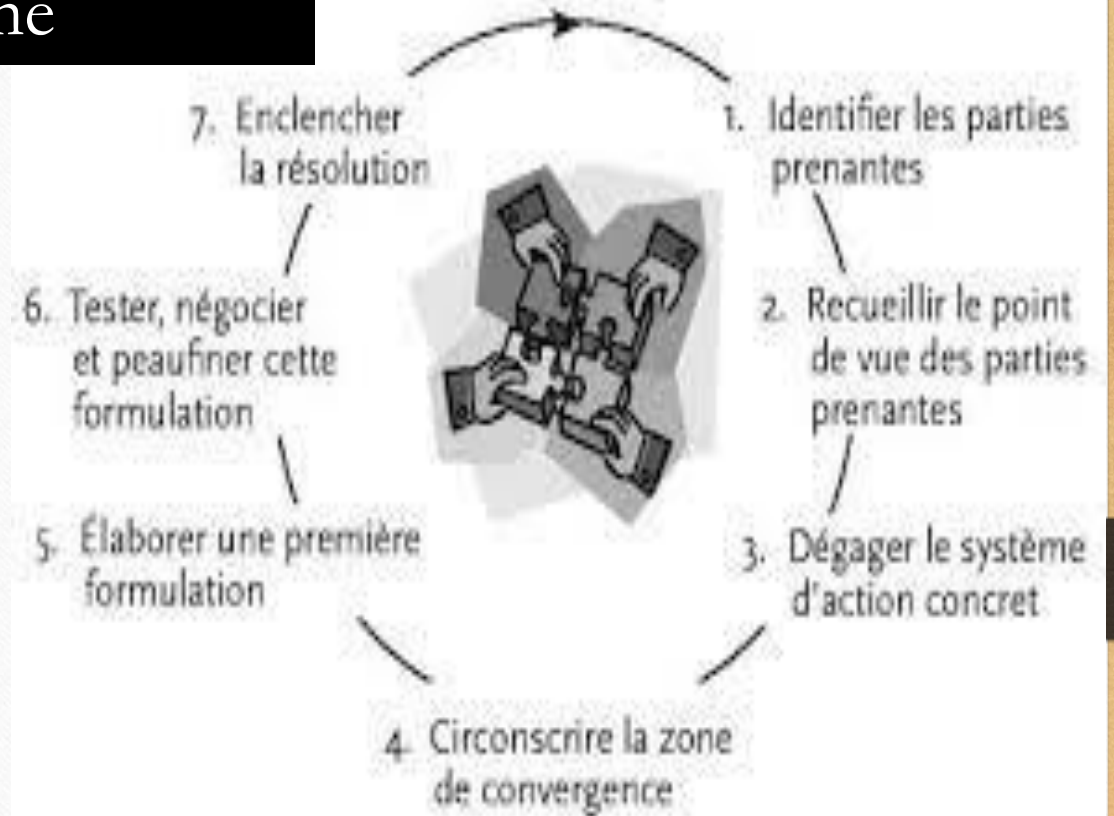 ne
1. Identifier les parties
prenantes
2. Recueillir le point
de vue des parties
prenantes
3. Dégager le système
d'action concret
4. Circonscrire la zone
de convergence
5. Élaborer une première
formulation
6. Tester, négocier
et peaufiner cette
formulation
7. Enclencher
la résolution